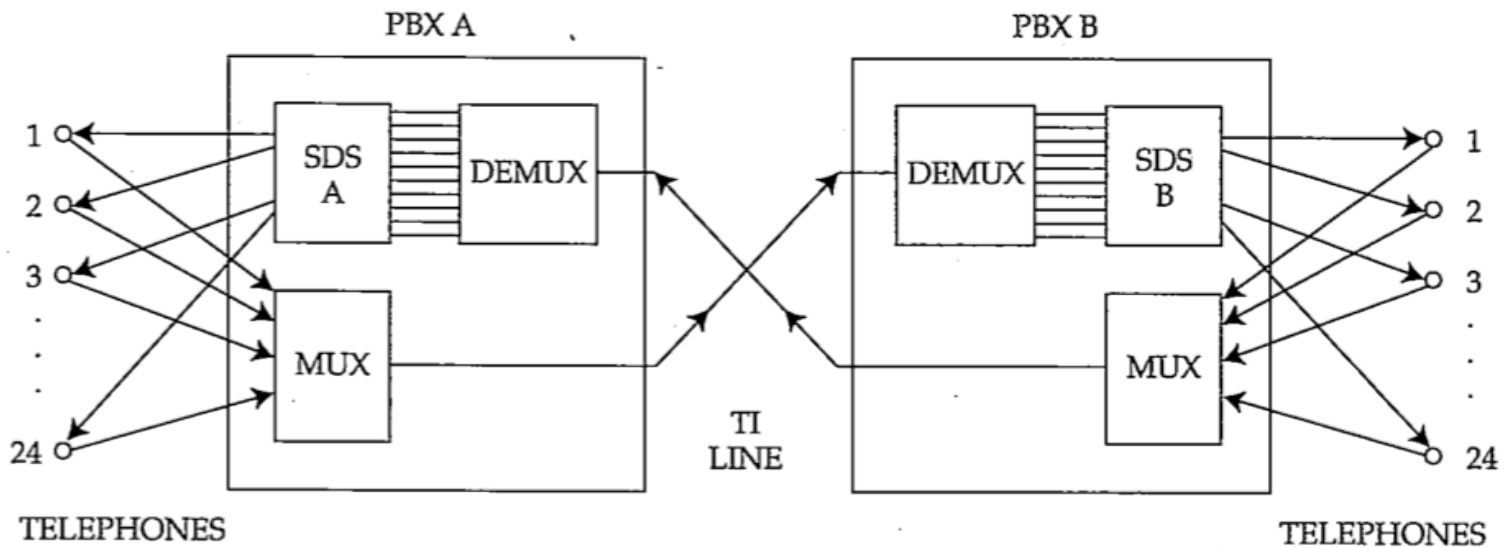 PBX A
PBX B
1
2
3
.
.
.
24
SDS
A
DEMUX
MUX
TI
LINE
DEMUX
SDS
B
MUX
1
2
3
.
.
.
24
TELEPHONES
TELEPHONES